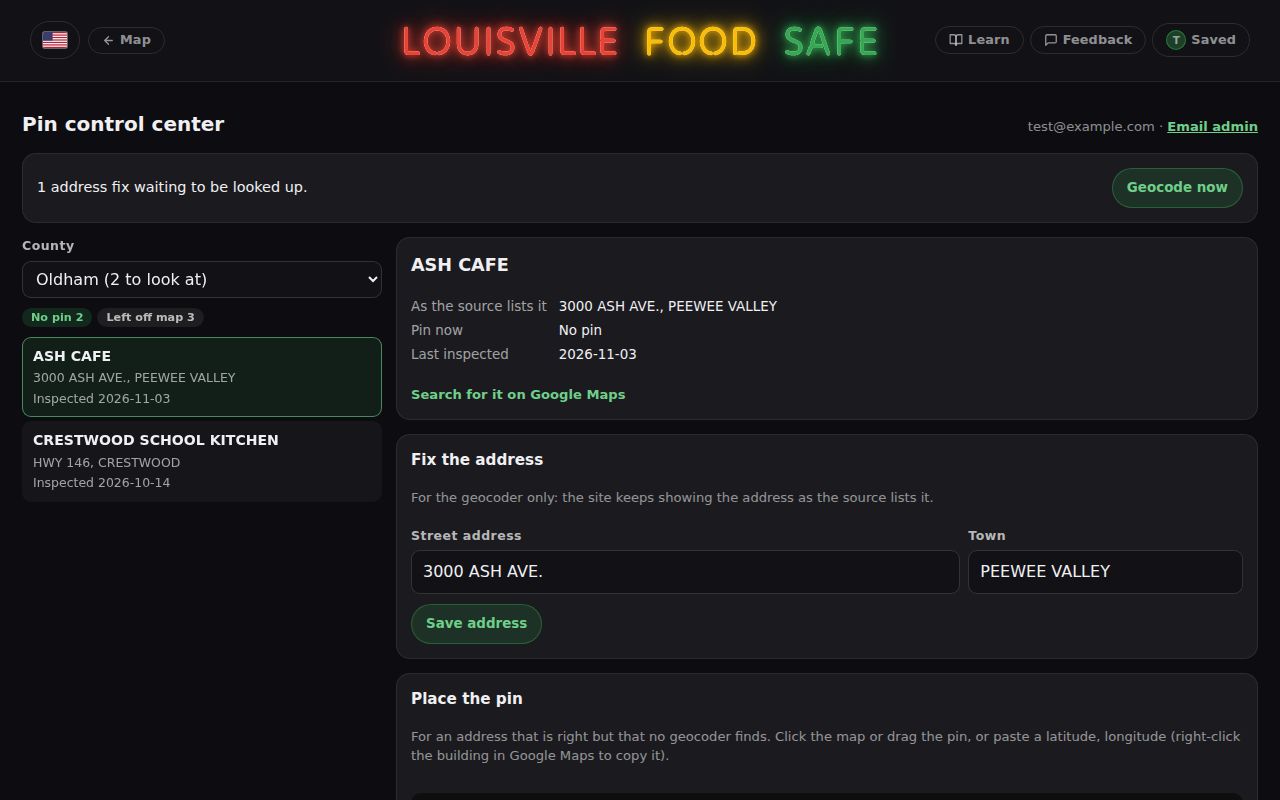 ← Map
LOUISVILLE FOOD SAFE
Learn
Feedback
T Saved
Pin control center
test@example.com · Email admin
1 address fix waiting to be looked up.
Geocode now
County
Oldham (2 to look at)
No pin 2
Left off map 3
ASH CAFE
3000 ASH AVE., PEEWEE VALLEY
Inspected 2026-11-03
CRESTWOOD SCHOOL KITCHEN
HWY 146, CRESTWOOD
Inspected 2026-10-14
ASH CAFE
As the source lists it 3000 ASH AVE., PEEWEE VALLEY
Pin now No pin
Last inspected 2026-11-03
Search for it on Google Maps
Fix the address
For the geocoder only: the site keeps showing the address as the source lists it.
Street address
3000 ASH AVE.
Town
PEEWEE VALLEY
Save address
Place the pin
For an address that is right but that no geocoder finds. Click the map or drag the pin, or paste a latitude, longitude (right-click
the building in Google Maps to copy it).